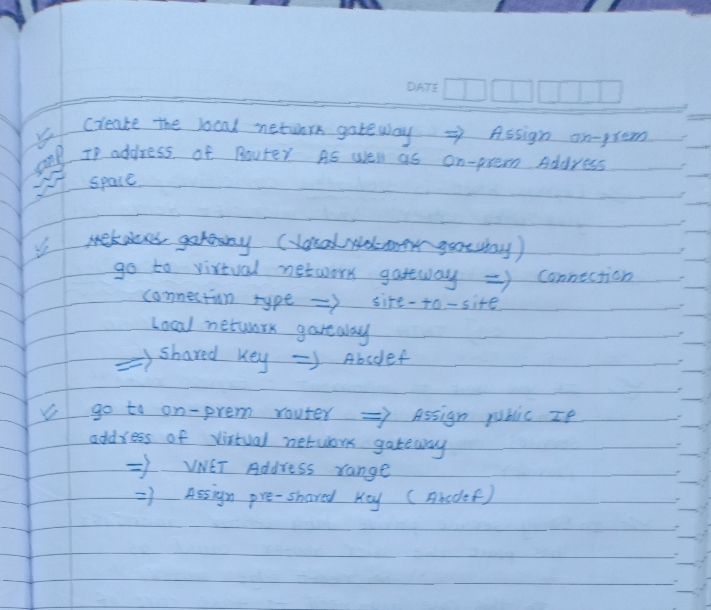 DATE
Create the local network gateway => Assign on-prem
IP address of Router As well as on-prem Address
space
Network gateway (local network gateway)
go to virtual network gateway => Connection
Connection type => site-to-site
Local network gateway
=> Shared Key => Abcdef
go to on-prem router => Assign public IP
address of virtual network gateway
=> VNET Address range
=> Assign pre-shared Key (Abcdef)